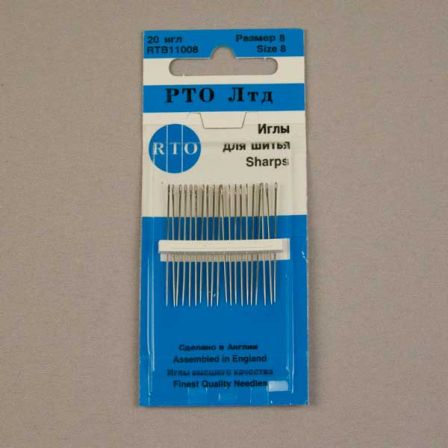 20 игл Размер 8
RTB11008 Size 8
РТО Лтд
RTO
Иглы
для шитья
Sharps
Сделано в Англии
Assembled in England
Иглы высшего качества
Finest Quality Needles